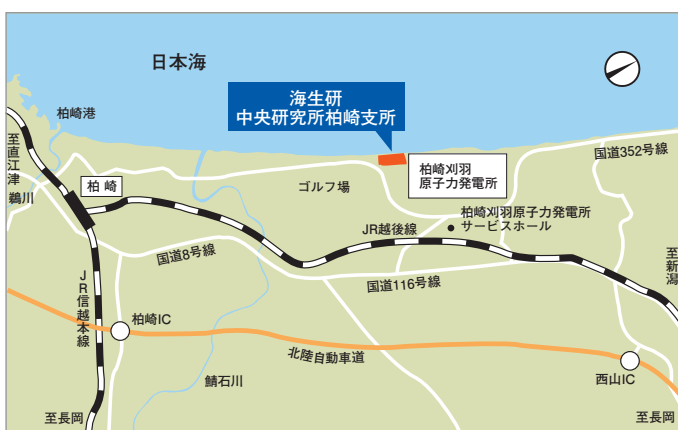 日本海
海生研
中央研究所柏崎支所
柏崎港
至直江津
鵜川
柏崎
ゴルフ場
柏崎刈羽
原子力発電所
国道352号線
柏崎刈羽原子力発電所
サービスホール
JR越後線
国道8号線
国道116号線
至新潟
JR信越本線
柏崎IC
北陸自動車道
鯖石川
西山IC
至長岡
至長岡